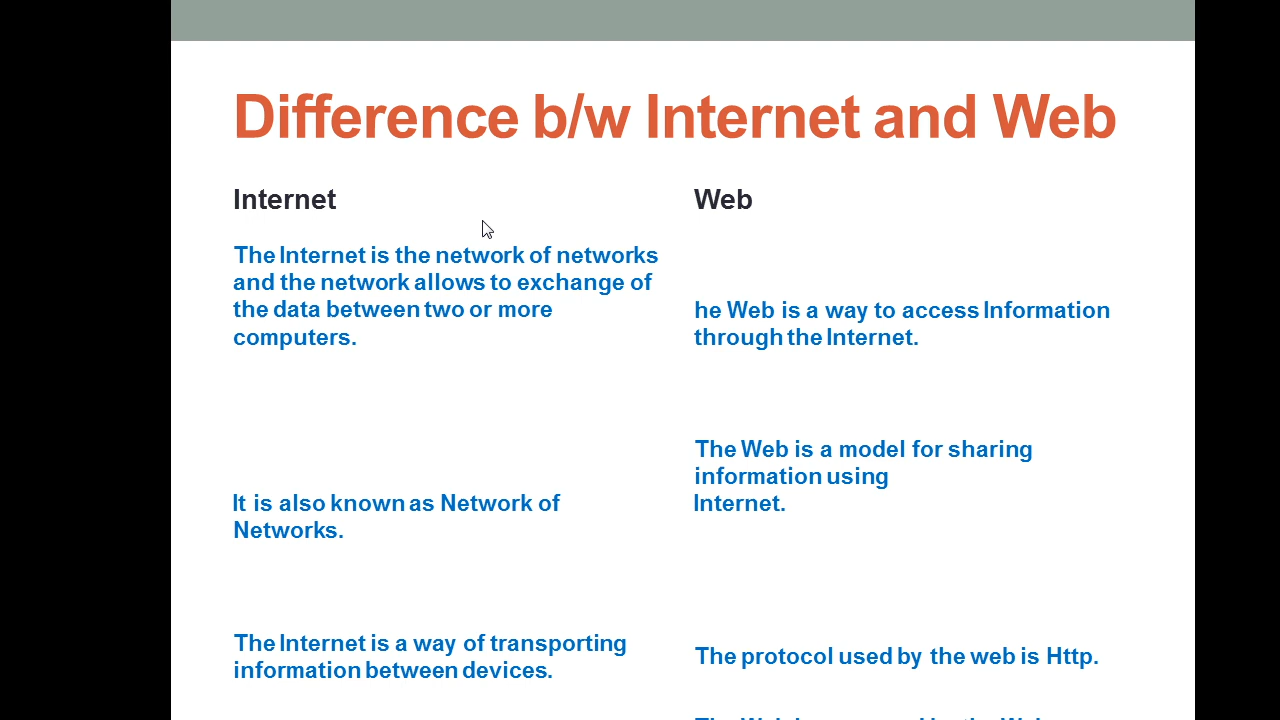 Difference b/w Internet and Web
Internet
The Internet is the network of networks
and the network allows to exchange of
the data between two or more
computers.
It is also known as Network of
Networks.
The Internet is a way of transporting
information between devices.
Web
he Web is a way to access Information
through the Internet.
The Web is a model for sharing
information using
Internet.
The protocol used by the web is Http.